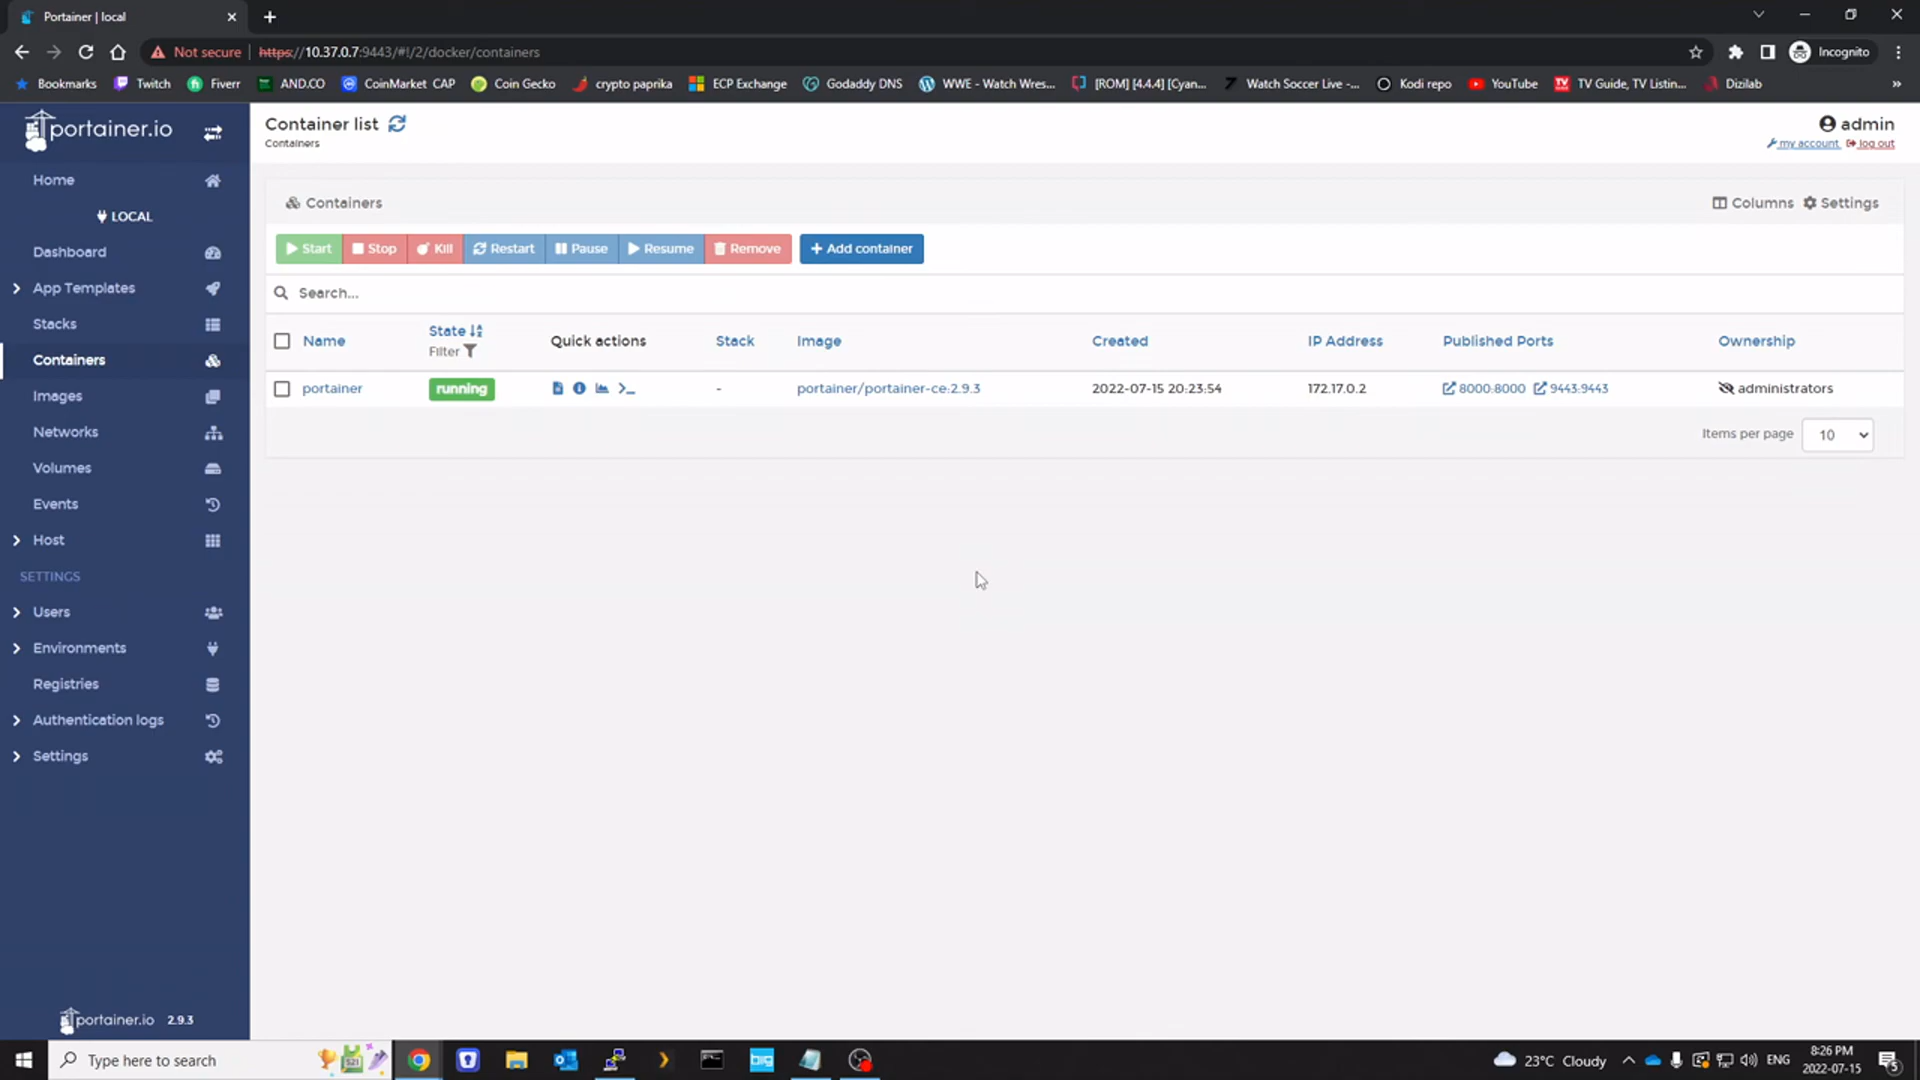 Portainer | local
Not secure https://10.37.0.7:9443/#!/2/docker/containers
Incognito
Bookmarks Twitch Fiverr AND.CO CoinMarket CAP Coin Gecko crypto paprika ECP Exchange Godaddy DNS WWE - Watch Wres... [ROM] [4.4.4] [Cyan... Watch Soccer Live -... Kodi repo YouTube TV Guide, TV Listin... Dizilab »
portainer.io
Home
LOCAL
Dashboard
App Templates
Stacks
Containers
Images
Networks
Volumes
Events
Host
SETTINGS
Users
Environments
Registries
Authentication logs
Settings
portainer.io 2.9.3
Container list
Containers
admin
my account log out
Containers
Columns Settings
Start Stop Kill Restart Pause Resume Remove + Add container
Search...
Name State Quick actions Stack Image Created IP Address Published Ports Ownership
Filter
portainer running >_ - portainer/portainer-ce:2.9.3 2022-07-15 20:23:54 172.17.0.2 8000:8000 9443:9443 administrators
Items per page 10
Type here to search
23°C Cloudy ENG
8:26 PM
2022-07-15
5